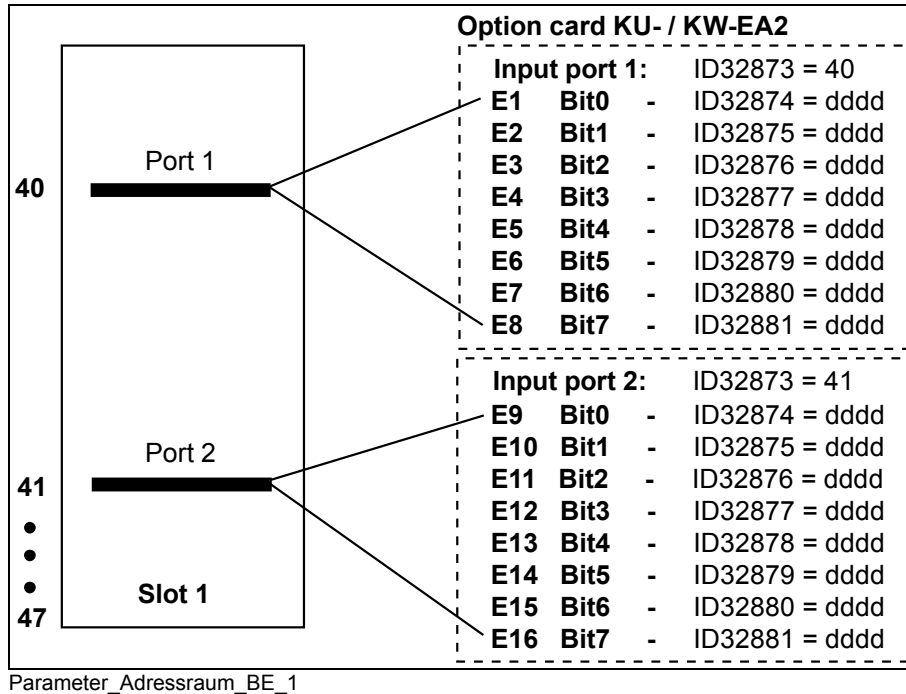 Option card KU- / KW-EA2
Input port 1: ID32873 = 40
E1 Bit0 - ID32874 = dddd
E2 Bit1 - ID32875 = dddd
E3 Bit2 - ID32876 = dddd
E4 Bit3 - ID32877 = dddd
E5 Bit4 - ID32878 = dddd
E6 Bit5 - ID32879 = dddd
E7 Bit6 - ID32880 = dddd
E8 Bit7 - ID32881 = dddd
Port 1
40
Input port 2: ID32873 = 41
E9 Bit0 - ID32874 = dddd
E10 Bit1 - ID32875 = dddd
E11 Bit2 - ID32876 = dddd
E12 Bit3 - ID32877 = dddd
E13 Bit4 - ID32878 = dddd
E14 Bit5 - ID32879 = dddd
E15 Bit6 - ID32880 = dddd
E16 Bit7 - ID32881 = dddd
Port 2
41
Slot 1
47
Parameter_Adressraum_BE_1